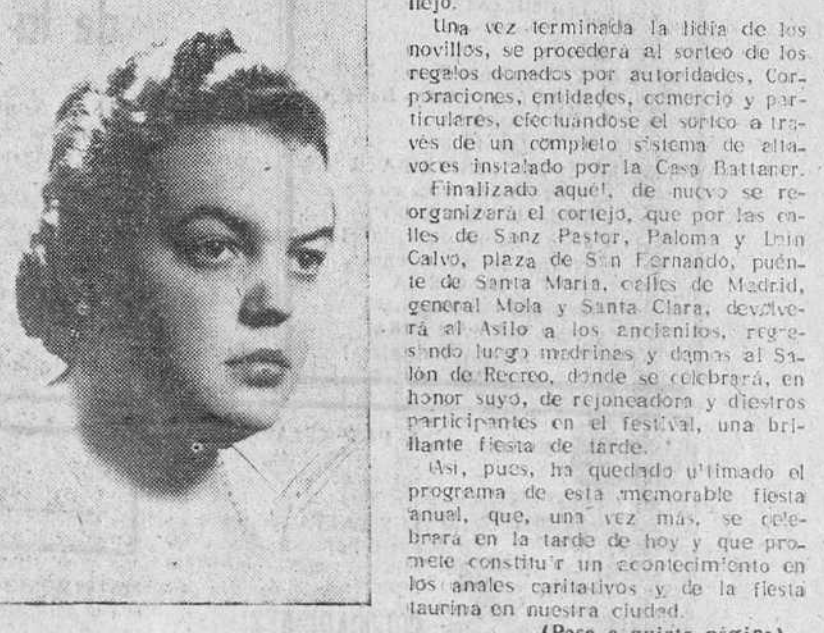 nejo.
Una vez terminada la lidia de los
novillos, se procederá al sorteo de los
regalos donados por autoridades, Cor-
poraciones, entidades, comercio y par-
ticulares, efectuándose el sorteo a tra-
vés de un completo sistema de alta-
voces instalado por la Casa Battaner.
Finalizado aquél, de nuevo se re-
organizará el cortejo, que por las ca-
lles de Sanz Pastor, Paloma y Laín
Calvo, plaza de San Fernando, puen-
te de Santa María, calles de Madrid,
general Mola y Santa Clara, devolve-
rá al Asilo a los ancianitos, regre-
sando luego madrinas y damas al Sa-
lón de Recreo, donde se celebrará, en
honor suyo, de rejoneadora y diestros
participantes en el festival, una bri-
llante fiesta de tarde.
Así, pues, ha quedado ultimado el
programa de esta memorable fiesta
anual, que, una vez más, se cele-
brará en la tarde de hoy y que pro-
mete constituir un acontecimiento en
los anales caritativos y de la fiesta
taurina en nuestra ciudad.
(Pasa a quinta página)